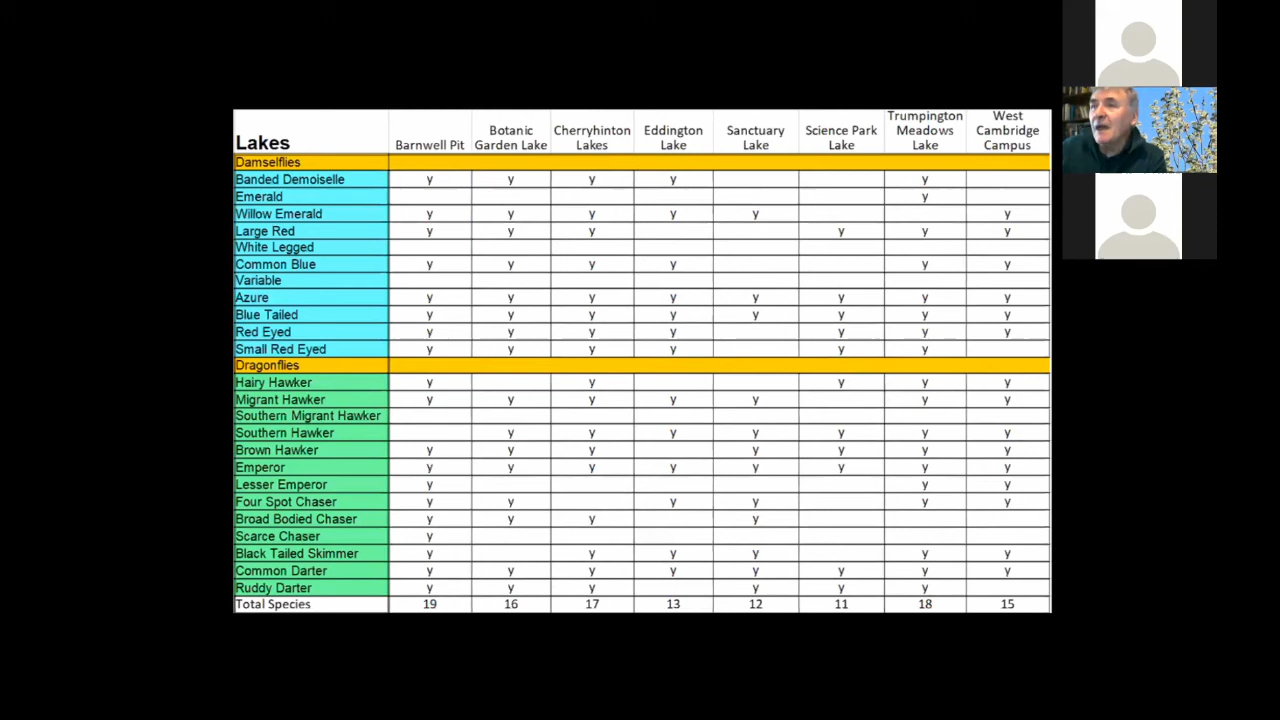 Lakes Barnwell Pit Botanic Garden Lake Cherryhinton Lakes Eddington Lake Sanctuary Lake Science Park Lake Trumpington Meadows Lake West Cambridge Campus
Damselflies
Banded Demoiselle y y y y y
Emerald y
Willow Emerald y y y y y y
Large Red y y y y y y
White Legged
Common Blue y y y y y y
Variable
Azure y y y y y y y y
Blue Tailed y y y y y y y y
Red Eyed y y y y y y y
Small Red Eyed y y y y y y
Dragonflies
Hairy Hawker y y y y y
Migrant Hawker y y y y y y y
Southern Migrant Hawker
Southern Hawker y y y y y y y
Brown Hawker y y y y y y y
Emperor y y y y y y y y
Lesser Emperor y y y
Four Spot Chaser y y y y y y
Broad Bodied Chaser y y y y
Scarce Chaser y
Black Tailed Skimmer y y y y y y
Common Darter y y y y y y y y
Ruddy Darter y y y y y y
Total Species 19 16 17 13 12 11 18 15